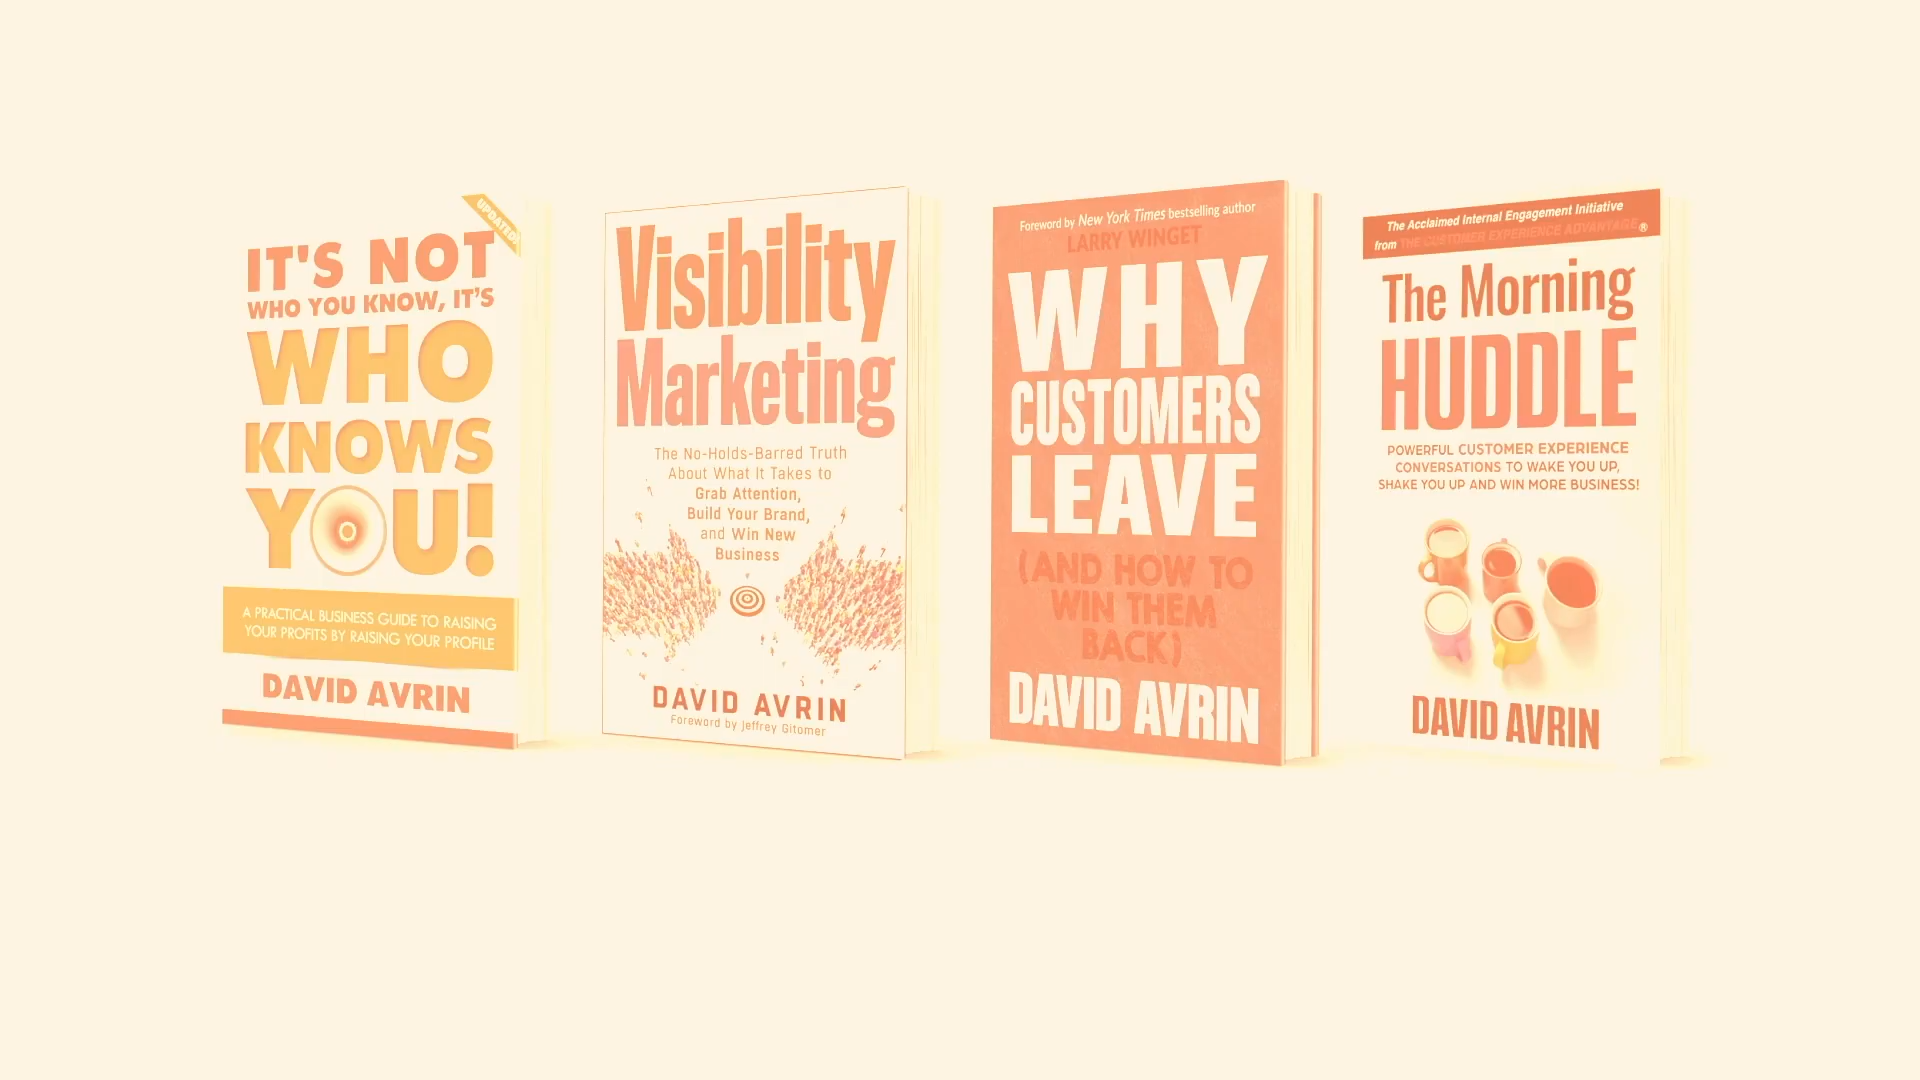 UPDATED!
IT'S NOT
WHO YOU KNOW, IT'S
WHO
KNOWS
YOU!
A PRACTICAL BUSINESS GUIDE TO RAISING
YOUR PROFITS BY RAISING YOUR PROFILE
DAVID AVRIN
Visibility
Marketing
The No-Holds-Barred Truth
About What It Takes to
Grab Attention,
Build Your Brand,
and Win New
Business
DAVID AVRIN
Foreword by Jeffrey Gitomer
Foreword by New York Times bestselling author
LARRY WINGET
WHY
CUSTOMERS
LEAVE
(AND HOW TO
WIN THEM
BACK)
DAVID AVRIN
The Acclaimed Internal Engagement Initiative
from THE CUSTOMER EXPERIENCE ADVANTAGE®
The Morning
HUDDLE
POWERFUL CUSTOMER EXPERIENCE
CONVERSATIONS TO WAKE YOU UP,
SHAKE YOU UP AND WIN MORE BUSINESS!
DAVID AVRIN